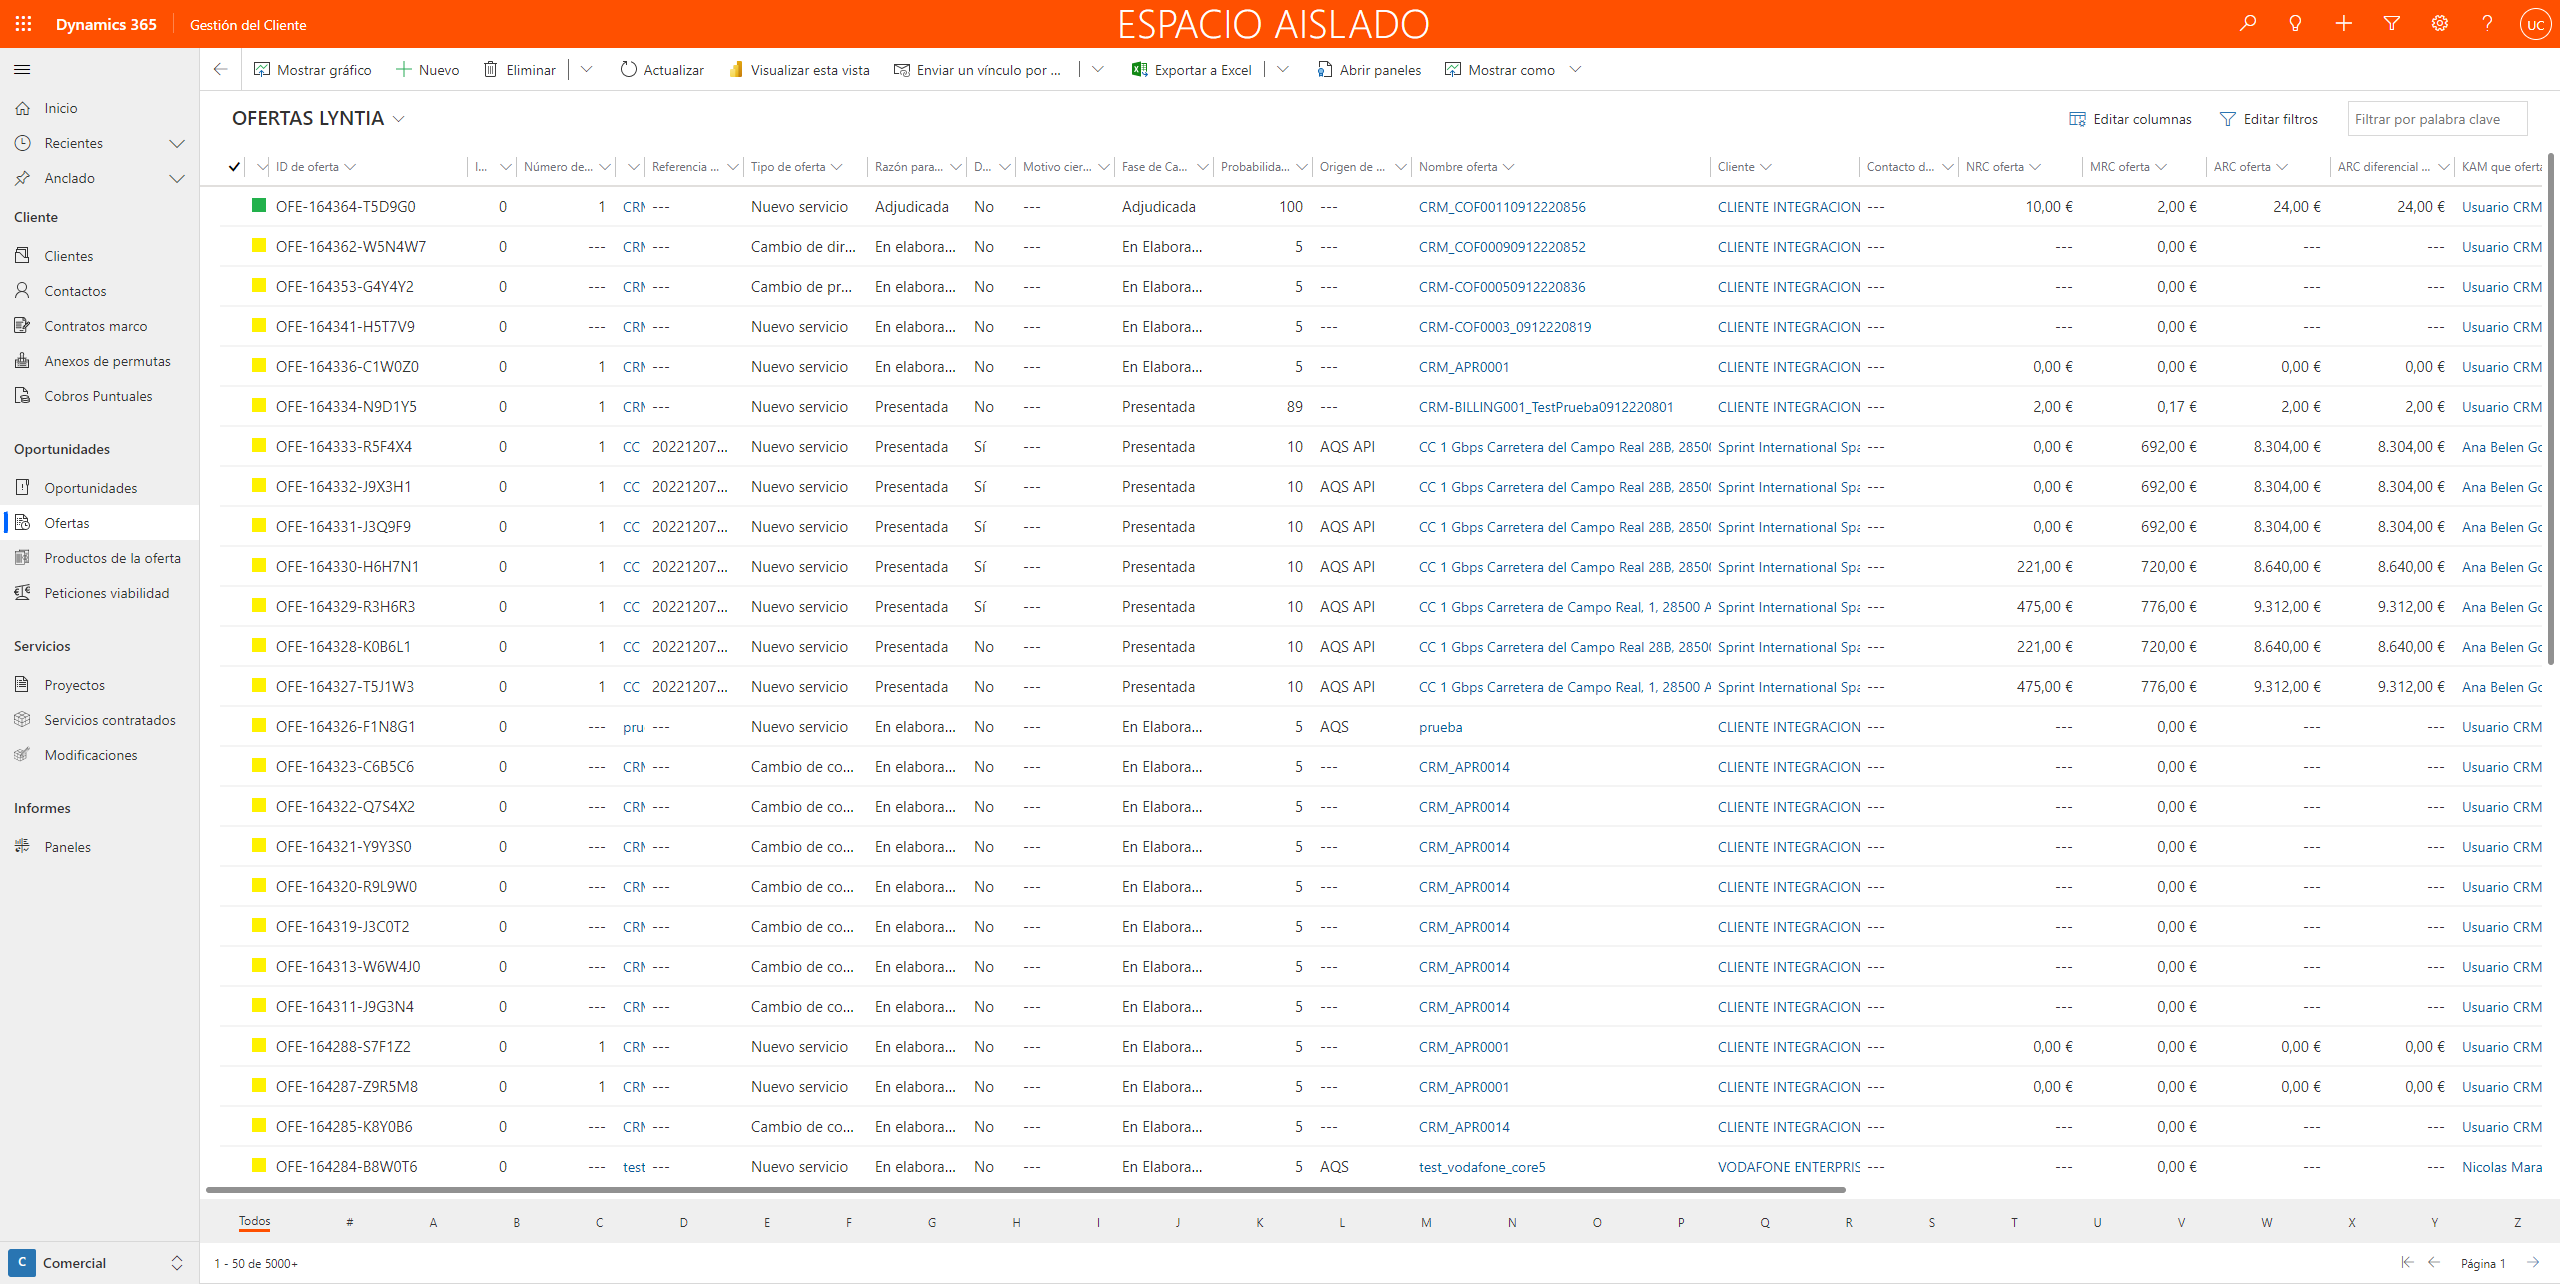 Dynamics 365 Gestión del Cliente ESPACIO AISLADO UC
Mostrar gráfico Nuevo Eliminar Actualizar Visualizar esta vista Enviar un vínculo por ... Exportar a Excel Abrir paneles Mostrar como
Inicio
Recientes
Anclado
Cliente
Clientes
Contactos
Contratos marco
Anexos de permutas
Cobros Puntuales
Oportunidades
Oportunidades
Ofertas
Productos de la oferta
Peticiones viabilidad
Servicios
Proyectos
Servicios contratados
Modificaciones
Informes
Paneles
C Comercial
OFERTAS LYNTIA Editar columnas Editar filtros Filtrar por palabra clave
ID de oferta I... Número de... Referencia ... Tipo de oferta Razón para... D... Motivo cier... Fase de Ca... Probabilida... Origen de ... Nombre oferta Cliente Contacto d... NRC oferta MRC oferta ARC oferta ARC diferencial ... KAM que oferta
OFE-164364-T5D9G0 0 1 CRM --- Nuevo servicio Adjudicada No --- Adjudicada 100 --- CRM_COF00110912220856 CLIENTE INTEGRACION --- 10,00 € 2,00 € 24,00 € 24,00 € Usuario CRM
OFE-164362-W5N4W7 0 --- CRM --- Cambio de dir... En elabora... No --- En Elabora... 5 --- CRM_COF00090912220852 CLIENTE INTEGRACION --- --- 0,00 € --- --- Usuario CRM
OFE-164353-G4Y4Y2 0 --- CRM --- Cambio de pr... En elabora... No --- En Elabora... 5 --- CRM-COF00050912220836 CLIENTE INTEGRACION --- --- 0,00 € --- --- Usuario CRM
OFE-164341-H5T7V9 0 --- CRM --- Nuevo servicio En elabora... No --- En Elabora... 5 --- CRM-COF0003_0912220819 CLIENTE INTEGRACION --- --- 0,00 € --- --- Usuario CRM
OFE-164336-C1W0Z0 0 1 CRM --- Nuevo servicio En elabora... No --- En Elabora... 5 --- CRM_APR0001 CLIENTE INTEGRACION --- 0,00 € 0,00 € 0,00 € 0,00 € Usuario CRM
OFE-164334-N9D1Y5 0 1 CRM --- Nuevo servicio Presentada No --- Presentada 89 --- CRM-BILLING001_TestPrueba0912220801 CLIENTE INTEGRACION --- 2,00 € 0,17 € 2,00 € 2,00 € Usuario CRM
OFE-164333-R5F4X4 0 1 CC 20221207... Nuevo servicio Presentada Sí --- Presentada 10 AQS API CC 1 Gbps Carretera del Campo Real 28B, 28500 Sprint International Spa --- 0,00 € 692,00 € 8.304,00 € 8.304,00 € Ana Belen Go
OFE-164332-J9X3H1 0 1 CC 20221207... Nuevo servicio Presentada Sí --- Presentada 10 AQS API CC 1 Gbps Carretera del Campo Real 28B, 28500 Sprint International Spa --- 0,00 € 692,00 € 8.304,00 € 8.304,00 € Ana Belen Go
OFE-164331-J3Q9F9 0 1 CC 20221207... Nuevo servicio Presentada Sí --- Presentada 10 AQS API CC 1 Gbps Carretera del Campo Real 28B, 28500 Sprint International Spa --- 0,00 € 692,00 € 8.304,00 € 8.304,00 € Ana Belen Go
OFE-164330-H6H7N1 0 1 CC 20221207... Nuevo servicio Presentada Sí --- Presentada 10 AQS API CC 1 Gbps Carretera del Campo Real 28B, 28500 Sprint International Spa --- 221,00 € 720,00 € 8.640,00 € 8.640,00 € Ana Belen Go
OFE-164329-R3H6R3 0 1 CC 20221207... Nuevo servicio Presentada Sí --- Presentada 10 AQS API CC 1 Gbps Carretera de Campo Real, 1, 28500 A Sprint International Spa --- 475,00 € 776,00 € 9.312,00 € 9.312,00 € Ana Belen Go
OFE-164328-K0B6L1 0 1 CC 20221207... Nuevo servicio Presentada No --- Presentada 10 AQS API CC 1 Gbps Carretera del Campo Real 28B, 28500 Sprint International Spa --- 221,00 € 720,00 € 8.640,00 € 8.640,00 € Ana Belen Go
OFE-164327-T5J1W3 0 1 CC 20221207... Nuevo servicio Presentada No --- Presentada 10 AQS API CC 1 Gbps Carretera de Campo Real, 1, 28500 A Sprint International Spa --- 475,00 € 776,00 € 9.312,00 € 9.312,00 € Ana Belen Go
OFE-164326-F1N8G1 0 --- pru --- Nuevo servicio En elabora... No --- En Elabora... 5 AQS prueba CLIENTE INTEGRACION --- --- 0,00 € --- --- Usuario CRM
OFE-164323-C6B5C6 0 --- CRM --- Cambio de co... En elabora... No --- En Elabora... 5 --- CRM_APR0014 CLIENTE INTEGRACION --- --- 0,00 € --- --- Usuario CRM
OFE-164322-Q7S4X2 0 --- CRM --- Cambio de co... En elabora... No --- En Elabora... 5 --- CRM_APR0014 CLIENTE INTEGRACION --- --- 0,00 € --- --- Usuario CRM
OFE-164321-Y9Y3S0 0 --- CRM --- Cambio de co... En elabora... No --- En Elabora... 5 --- CRM_APR0014 CLIENTE INTEGRACION --- --- 0,00 € --- --- Usuario CRM
OFE-164320-R9L9W0 0 --- CRM --- Cambio de co... En elabora... No --- En Elabora... 5 --- CRM_APR0014 CLIENTE INTEGRACION --- --- 0,00 € --- --- Usuario CRM
OFE-164319-J3C0T2 0 --- CRM --- Cambio de co... En elabora... No --- En Elabora... 5 --- CRM_APR0014 CLIENTE INTEGRACION --- --- 0,00 € --- --- Usuario CRM
OFE-164313-W6W4J0 0 --- CRM --- Cambio de co... En elabora... No --- En Elabora... 5 --- CRM_APR0014 CLIENTE INTEGRACION --- --- 0,00 € --- --- Usuario CRM
OFE-164311-J9G3N4 0 --- CRM --- Cambio de co... En elabora... No --- En Elabora... 5 --- CRM_APR0014 CLIENTE INTEGRACION --- --- 0,00 € --- --- Usuario CRM
OFE-164288-S7F1Z2 0 1 CRM --- Nuevo servicio En elabora... No --- En Elabora... 5 --- CRM_APR0001 CLIENTE INTEGRACION --- 0,00 € 0,00 € 0,00 € 0,00 € Usuario CRM
OFE-164287-Z9R5M8 0 1 CRM --- Nuevo servicio En elabora... No --- En Elabora... 5 --- CRM_APR0001 CLIENTE INTEGRACION --- 0,00 € 0,00 € 0,00 € 0,00 € Usuario CRM
OFE-164285-K8Y0B6 0 --- CRM --- Cambio de co... En elabora... No --- En Elabora... 5 --- CRM_APR0014 CLIENTE INTEGRACION --- --- 0,00 € --- --- Usuario CRM
OFE-164284-B8W0T6 0 --- test --- Nuevo servicio En elabora... No --- En Elabora... 5 AQS test_vodafone_core5 VODAFONE ENTERPRIS --- --- 0,00 € --- --- Nicolas Mara
Todos # A B C D E F G H I J K L M N O P Q R S T U V W X Y Z
1 - 50 de 5000+ Página 1